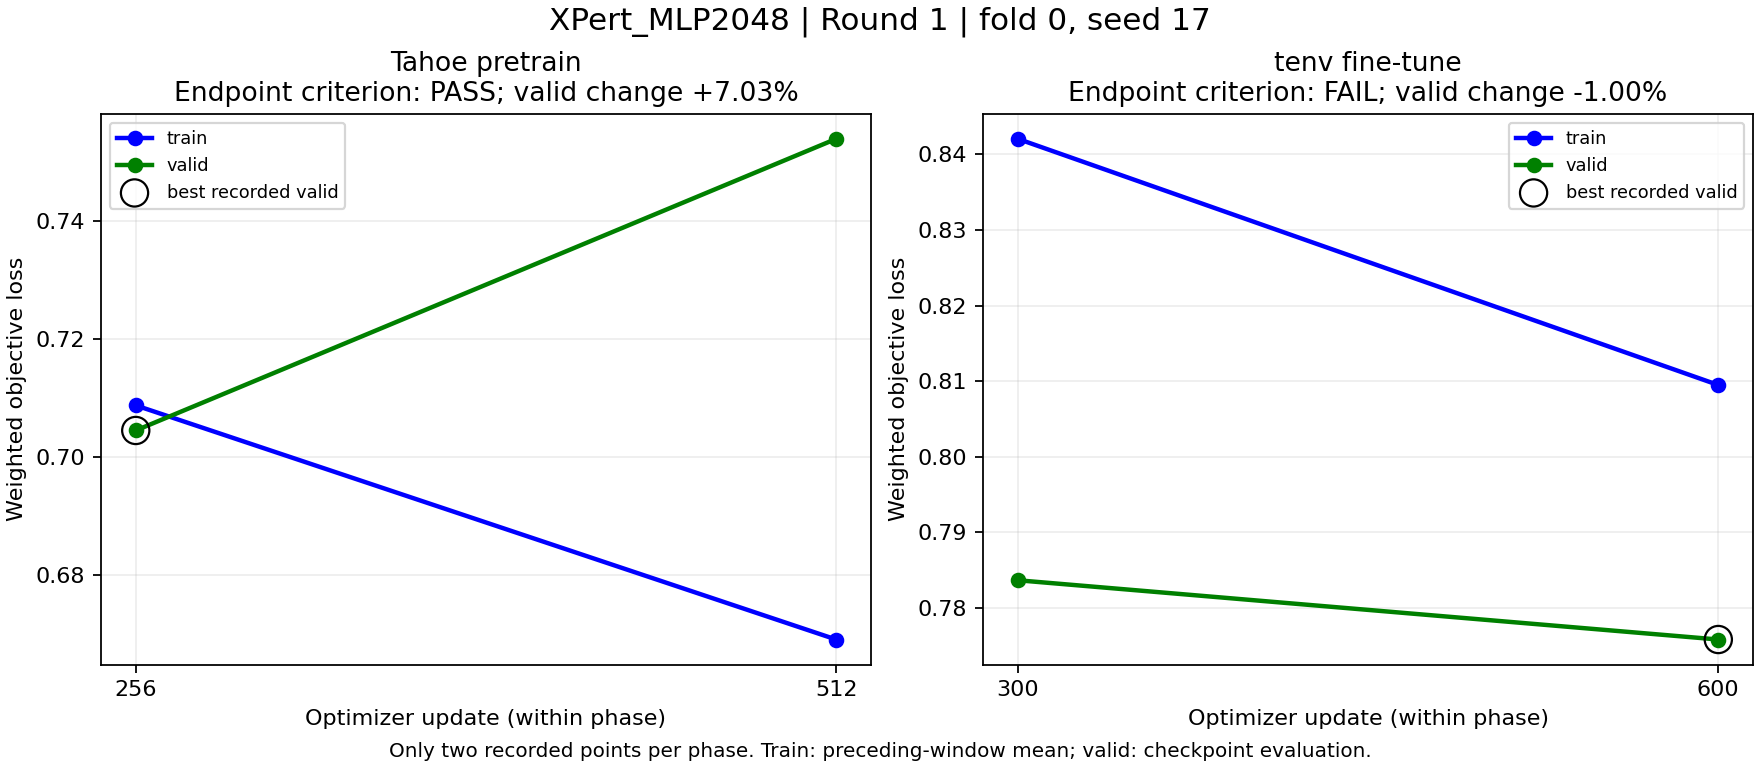 XPert_MLP2048 | Round 1 | fold 0, seed 17
Tahoe pretrain
Endpoint criterion: PASS; valid change +7.03%
train
valid
best recorded valid
Weighted objective loss
0.74
0.72
0.70
0.68
256
512
Optimizer update (within phase)
tenv fine-tune
Endpoint criterion: FAIL; valid change -1.00%
train
valid
best recorded valid
Weighted objective loss
0.84
0.83
0.82
0.81
0.80
0.79
0.78
300
600
Optimizer update (within phase)
Only two recorded points per phase. Train: preceding-window mean; valid: checkpoint evaluation.